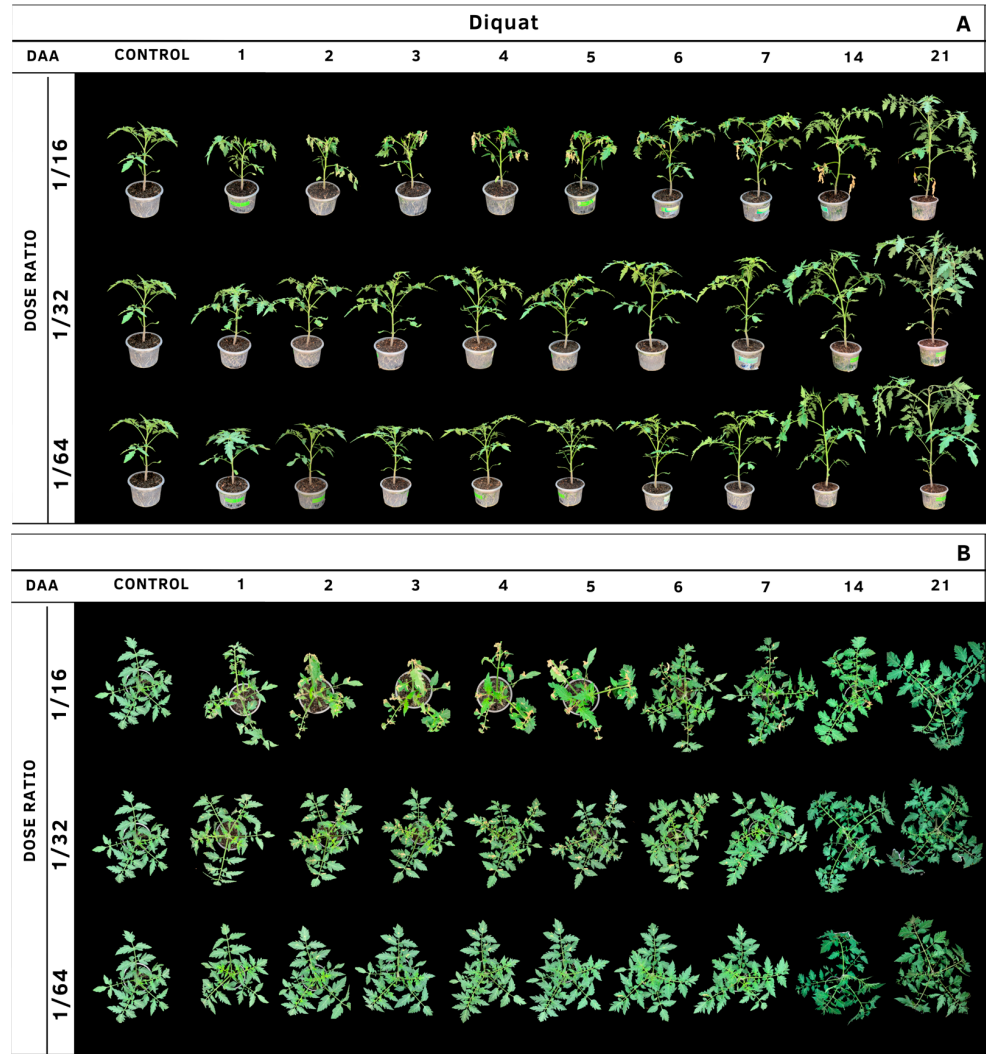 Diquat A
DAA CONTROL 1 2 3 4 5 6 7 14 21
DOSE RATIO
1/16
1/32
1/64
B
DAA CONTROL 1 2 3 4 5 6 7 14 21
DOSE RATIO
1/16
1/32
1/64